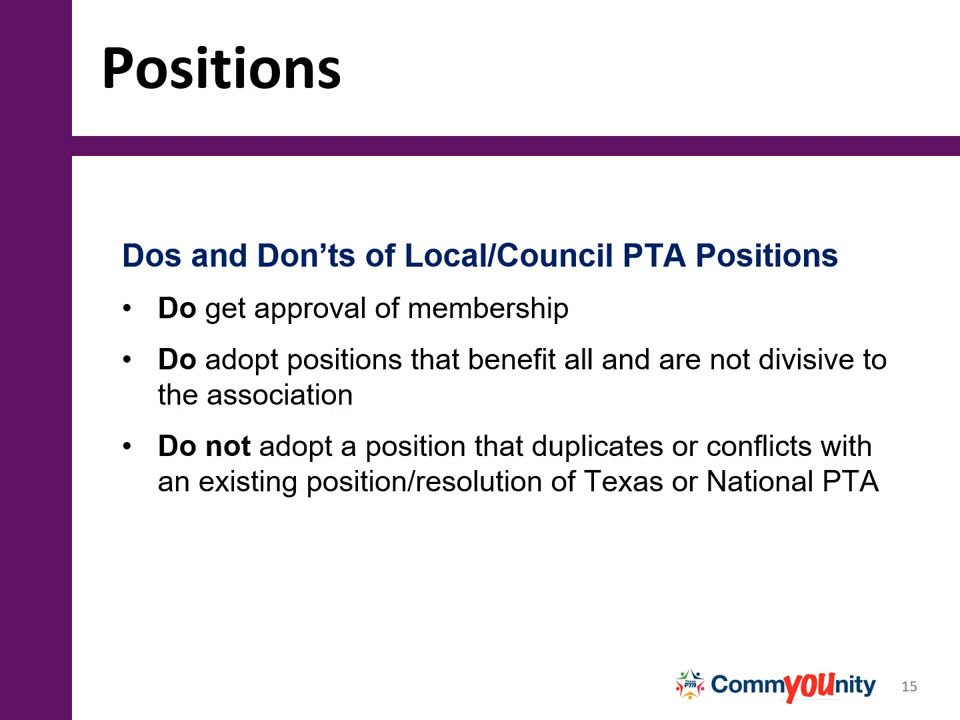 Positions
Dos and Don’ts of Local/Council PTA Positions
• Do get approval of membership
• Do adopt positions that benefit all and are not divisive to
the association
• Do not adopt a position that duplicates or conflicts with
an existing position/resolution of Texas or National PTA
Texas
PTA
CommYOUnity
15